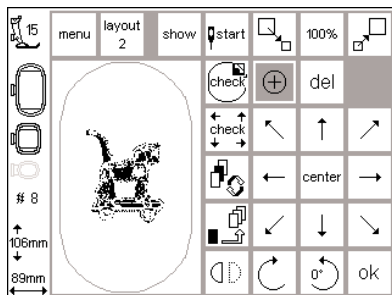 15
menu
layout
2
show
start
100%
check
del
check
center
# 8
106mm
89mm
0°
ok